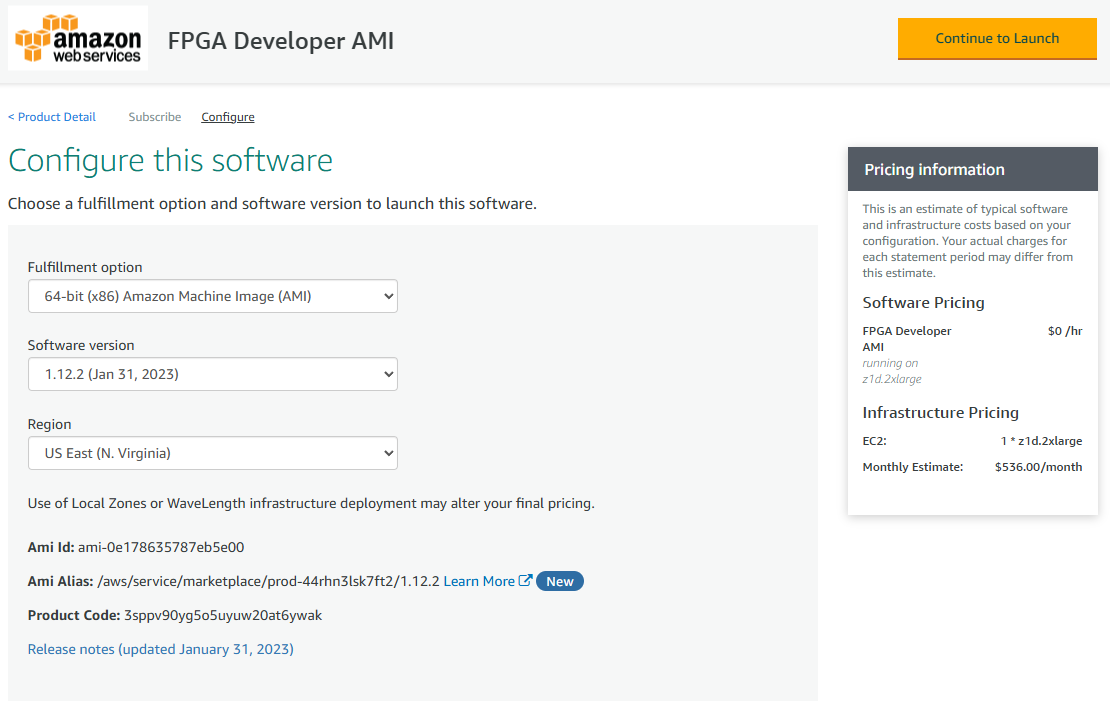 amazon
web services
FPGA Developer AMI
Continue to Launch
< Product Detail
Subscribe
Configure
Configure this software
Choose a fulfillment option and software version to launch this software.
Fulfillment option
64-bit (x86) Amazon Machine Image (AMI)
Software version
1.12.2 (Jan 31, 2023)
Region
US East (N. Virginia)
Use of Local Zones or WaveLength infrastructure deployment may alter your final pricing.
Ami Id: ami-0e178635787eb5e00
Ami Alias: /aws/service/marketplace/prod-44rhn3lsk7ft2/1.12.2 Learn More New
Product Code: 3sppv90yg5o5uyuw20at6ywak
Release notes (updated January 31, 2023)
Pricing information
This is an estimate of typical software
and infrastructure costs based on your
configuration. Your actual charges for
each statement period may differ from
this estimate.
Software Pricing
FPGA Developer $0 /hr
AMI
running on
z1d.2xlarge
Infrastructure Pricing
EC2: 1 * z1d.2xlarge
Monthly Estimate: $536.00/month